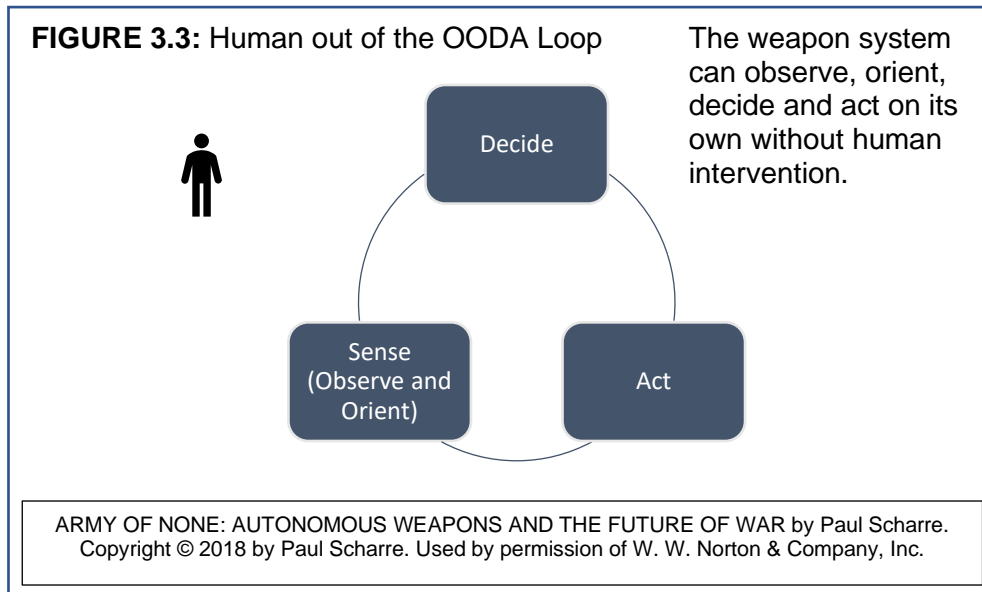 FIGURE 3.3: Human out of the OODA Loop
The weapon system
can observe, orient,
decide and act on its
own without human
intervention.
Decide
Sense
(Observe and
Orient)
Act
ARMY OF NONE: AUTONOMOUS WEAPONS AND THE FUTURE OF WAR by Paul Scharre.
Copyright © 2018 by Paul Scharre. Used by permission of W. W. Norton & Company, Inc.